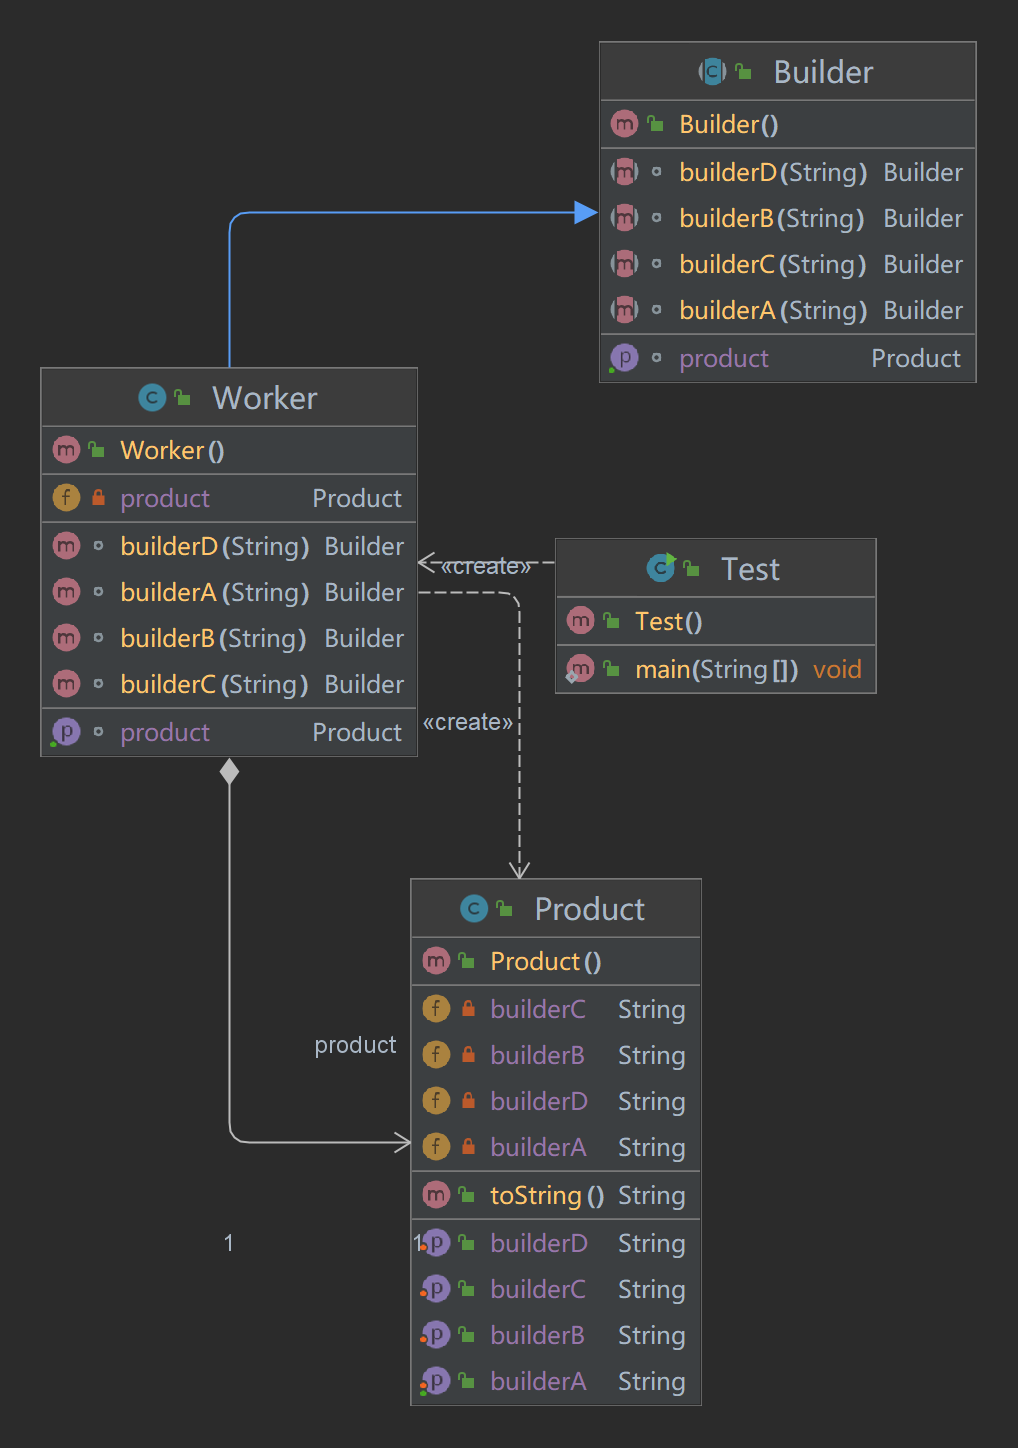 Builder
Builder()
builderD(String) Builder
builderB(String) Builder
builderC(String) Builder
builderA(String) Builder
product Product
Worker
Worker()
product Product
builderD(String) Builder
builderA(String) Builder
builderB(String) Builder
builderC(String) Builder
product Product
«create»
Test
Test()
main(String[]) void
«create»
Product
Product()
builderC String
builderB String
builderD String
builderA String
toString() String
builderD String
builderC String
builderB String
builderA String
product
1
1